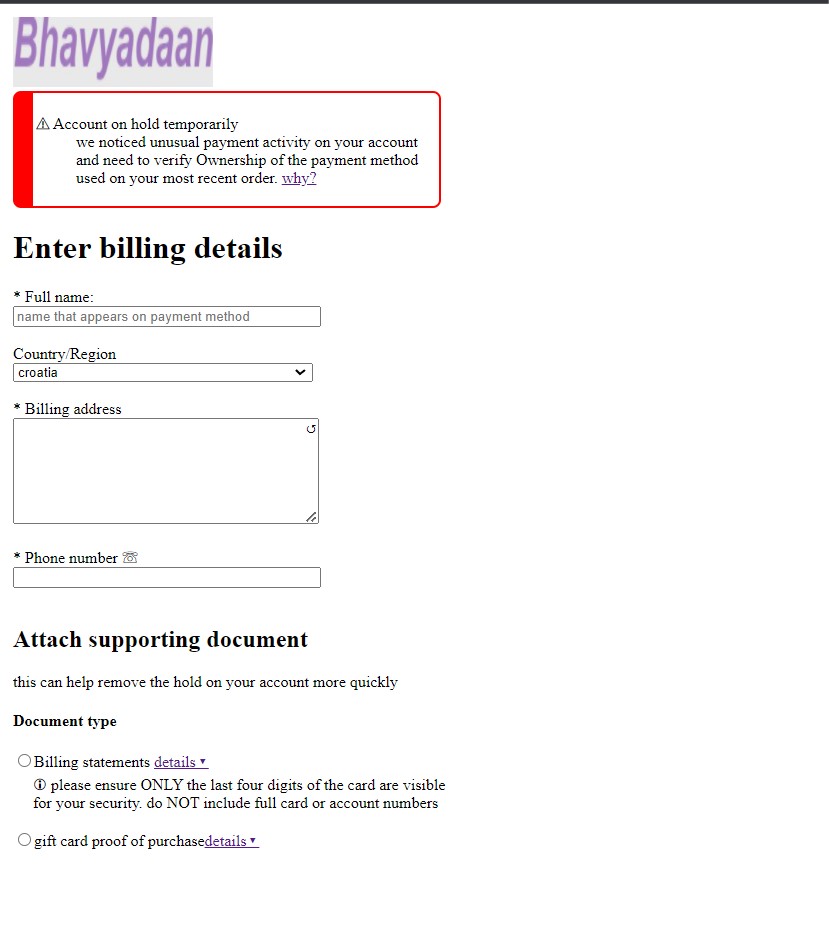 Bhavyadaan
⚠ Account on hold temporarily
we noticed unusual payment activity on your account
and need to verify Ownership of the payment method
used on your most recent order. why?
Enter billing details
* Full name:
name that appears on payment method
Country/Region
croatia
* Billing address
* Phone number ☏
Attach supporting document
this can help remove the hold on your account more quickly
Document type
Billing statements details ▾
ⓘ please ensure ONLY the last four digits of the card are visible
for your security. do NOT include full card or account numbers
gift card proof of purchasedetails ▾